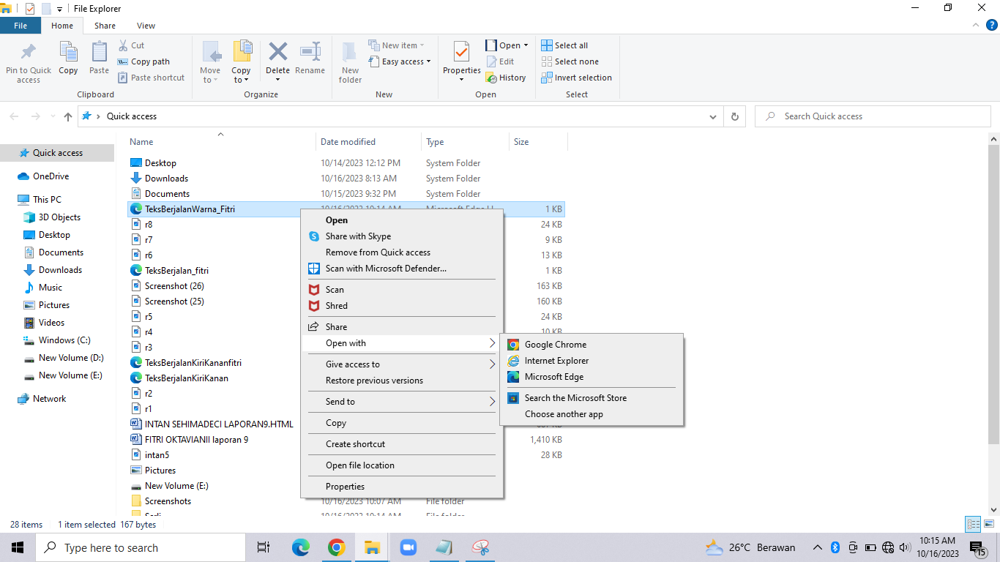 File Explorer
File Home Share View
Pin to Quick access
Copy
Paste
Cut
Copy path
Paste shortcut
Clipboard
Move to
Copy to
Delete
Rename
Organize
New folder
New item
Easy access
New
Properties
Open
Edit
History
Open
Select all
Select none
Invert selection
Select
Quick access
Search Quick access
Quick access
OneDrive
This PC
3D Objects
Desktop
Documents
Downloads
Music
Pictures
Videos
Windows (C:)
New Volume (D:)
New Volume (E:)
Network
Name Date modified Type Size
Desktop 10/14/2023 12:12 PM System Folder
Downloads 10/16/2023 8:13 AM System Folder
Documents 10/15/2023 9:32 PM System Folder
TeksBerjalanWarna_Fitri 10/16/2023 10:14 AM Microsoft Edge H 1 KB
r8 24 KB
r7 9 KB
r6 13 KB
TeksBerjalan_fitri 1 KB
Screenshot (26) 163 KB
Screenshot (25) 160 KB
r5 24 KB
r4 10 KB
r3
TeksBerjalanKiriKananfitri
TeksBerjalanKiriKanan
r2
r1
INTAN SEHIMADECI LAPORAN9.HTML
FITRI OKTAVIANII laporan 9 1,410 KB
intan5 28 KB
Pictures
New Volume (E:)
Screenshots 10/16/2023 10:07 AM File folder
Serli 10/16/2023 10:14 AM File folder
Open
Share with Skype
Remove from Quick access
Scan with Microsoft Defender...
Scan
Shred
Share
Open with
Give access to
Restore previous versions
Send to
Copy
Create shortcut
Open file location
Properties
Google Chrome
Internet Explorer
Microsoft Edge
Search the Microsoft Store
Choose another app
28 items 1 item selected 167 bytes
Type here to search
26°C Berawan
10:15 AM
10/16/2023
15